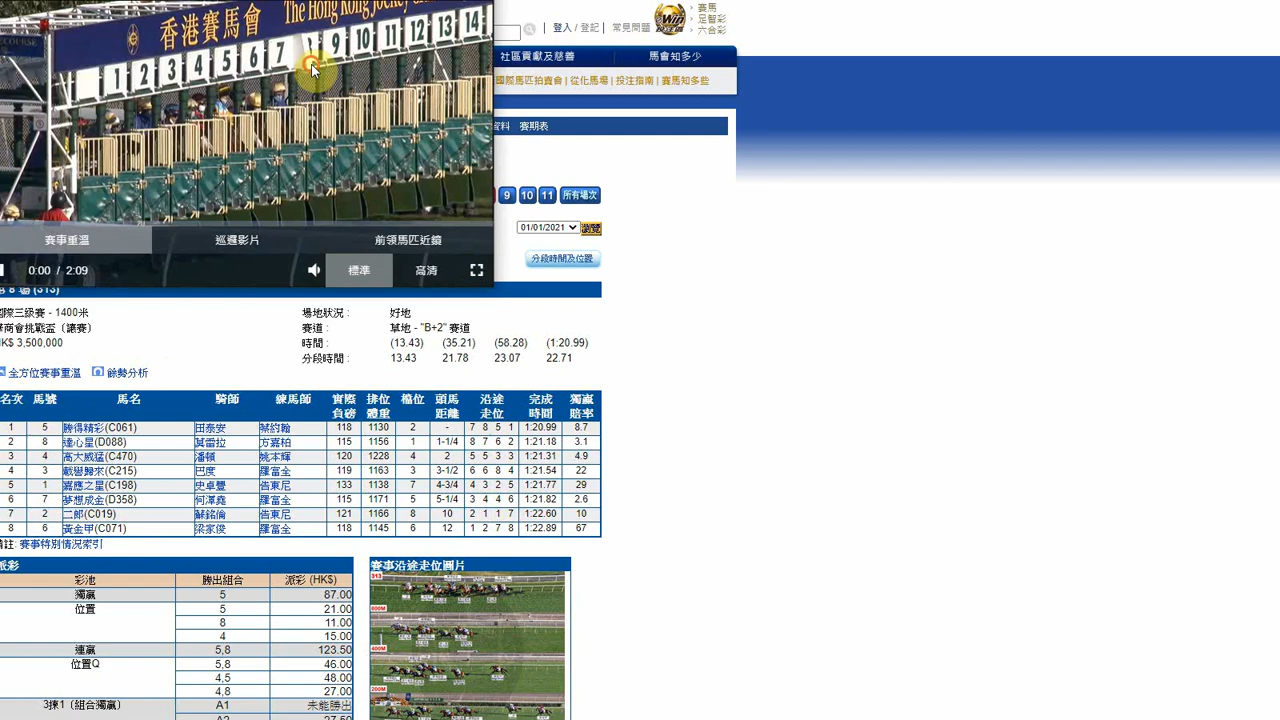 香港賽馬會 The Hong Kong Jockey
ECOURSE
1 2 3 4 5 6 7 8 9 10 11 12 13 14
登入 / 登記 | 常見問題
eWin
賽馬
足智彩
六合彩
社區貢獻及慈善 馬會知多少
國際馬匹拍賣會 | 從化馬場 | 投注指南 | 賽馬知多些
資料 賽期表
9 10 11 所有場次
01/01/2021 瀏覽
分段時間及位置
賽事重溫 巡邏影片 前領馬匹近鏡
0:00 / 2:09 標準 高清
第 8 場 (313)
國際三級賽 - 1400米 場地狀況 : 好地
華商會挑戰盃 (讓賽) 賽道 : 草地 - "B+2" 賽道
HK$ 3,500,000 時間 : (13.43) (35.21) (58.28) (1:20.99)
分段時間 : 13.43 21.78 23.07 22.71
全方位賽事重溫 餘勢分析
名次 馬號 馬名 騎師 練馬師 實際負磅 排位體重 檔位 頭馬距離 沿途走位 完成時間 獨贏賠率
1 5 勝得精彩(C061) 田泰安 蔡約翰 118 1130 2 - 7 8 5 1 1:20.99 8.7
2 8 達心星(D088) 莫雷拉 方嘉柏 115 1156 1 1-1/4 8 7 6 2 1:21.18 3.1
3 4 高大威猛(C470) 潘頓 姚本輝 120 1228 4 2 5 5 3 3 1:21.31 4.9
4 3 載譽歸來(C215) 巴度 羅富全 119 1163 3 3-1/2 6 6 8 4 1:21.54 22
5 1 嘉應之星(C198) 史卓豐 告東尼 133 1138 7 4-3/4 4 3 2 5 1:21.77 29
6 7 夢想成金(D358) 何澤堯 羅富全 115 1171 5 5-1/4 3 4 4 6 1:21.82 2.6
7 2 二郎(C019) 蘇銘倫 告東尼 121 1166 8 10 2 1 1 7 1:22.60 10
8 6 黃金甲(C071) 梁家俊 羅富全 118 1145 6 12 1 2 7 8 1:22.89 67
備註: 賽事特別情況索引
派彩 賽事沿途走位圖片
彩池 勝出組合 派彩 (HK$)
獨贏 5 87.00
位置 5 21.00
8 11.00
4 15.00
連贏 5,8 123.50
位置Q 5,8 46.00
4,5 48.00
4,8 27.00
3揀1 (組合獨贏) A1 未能勝出
A2 27.50
313
800M
400M
200M